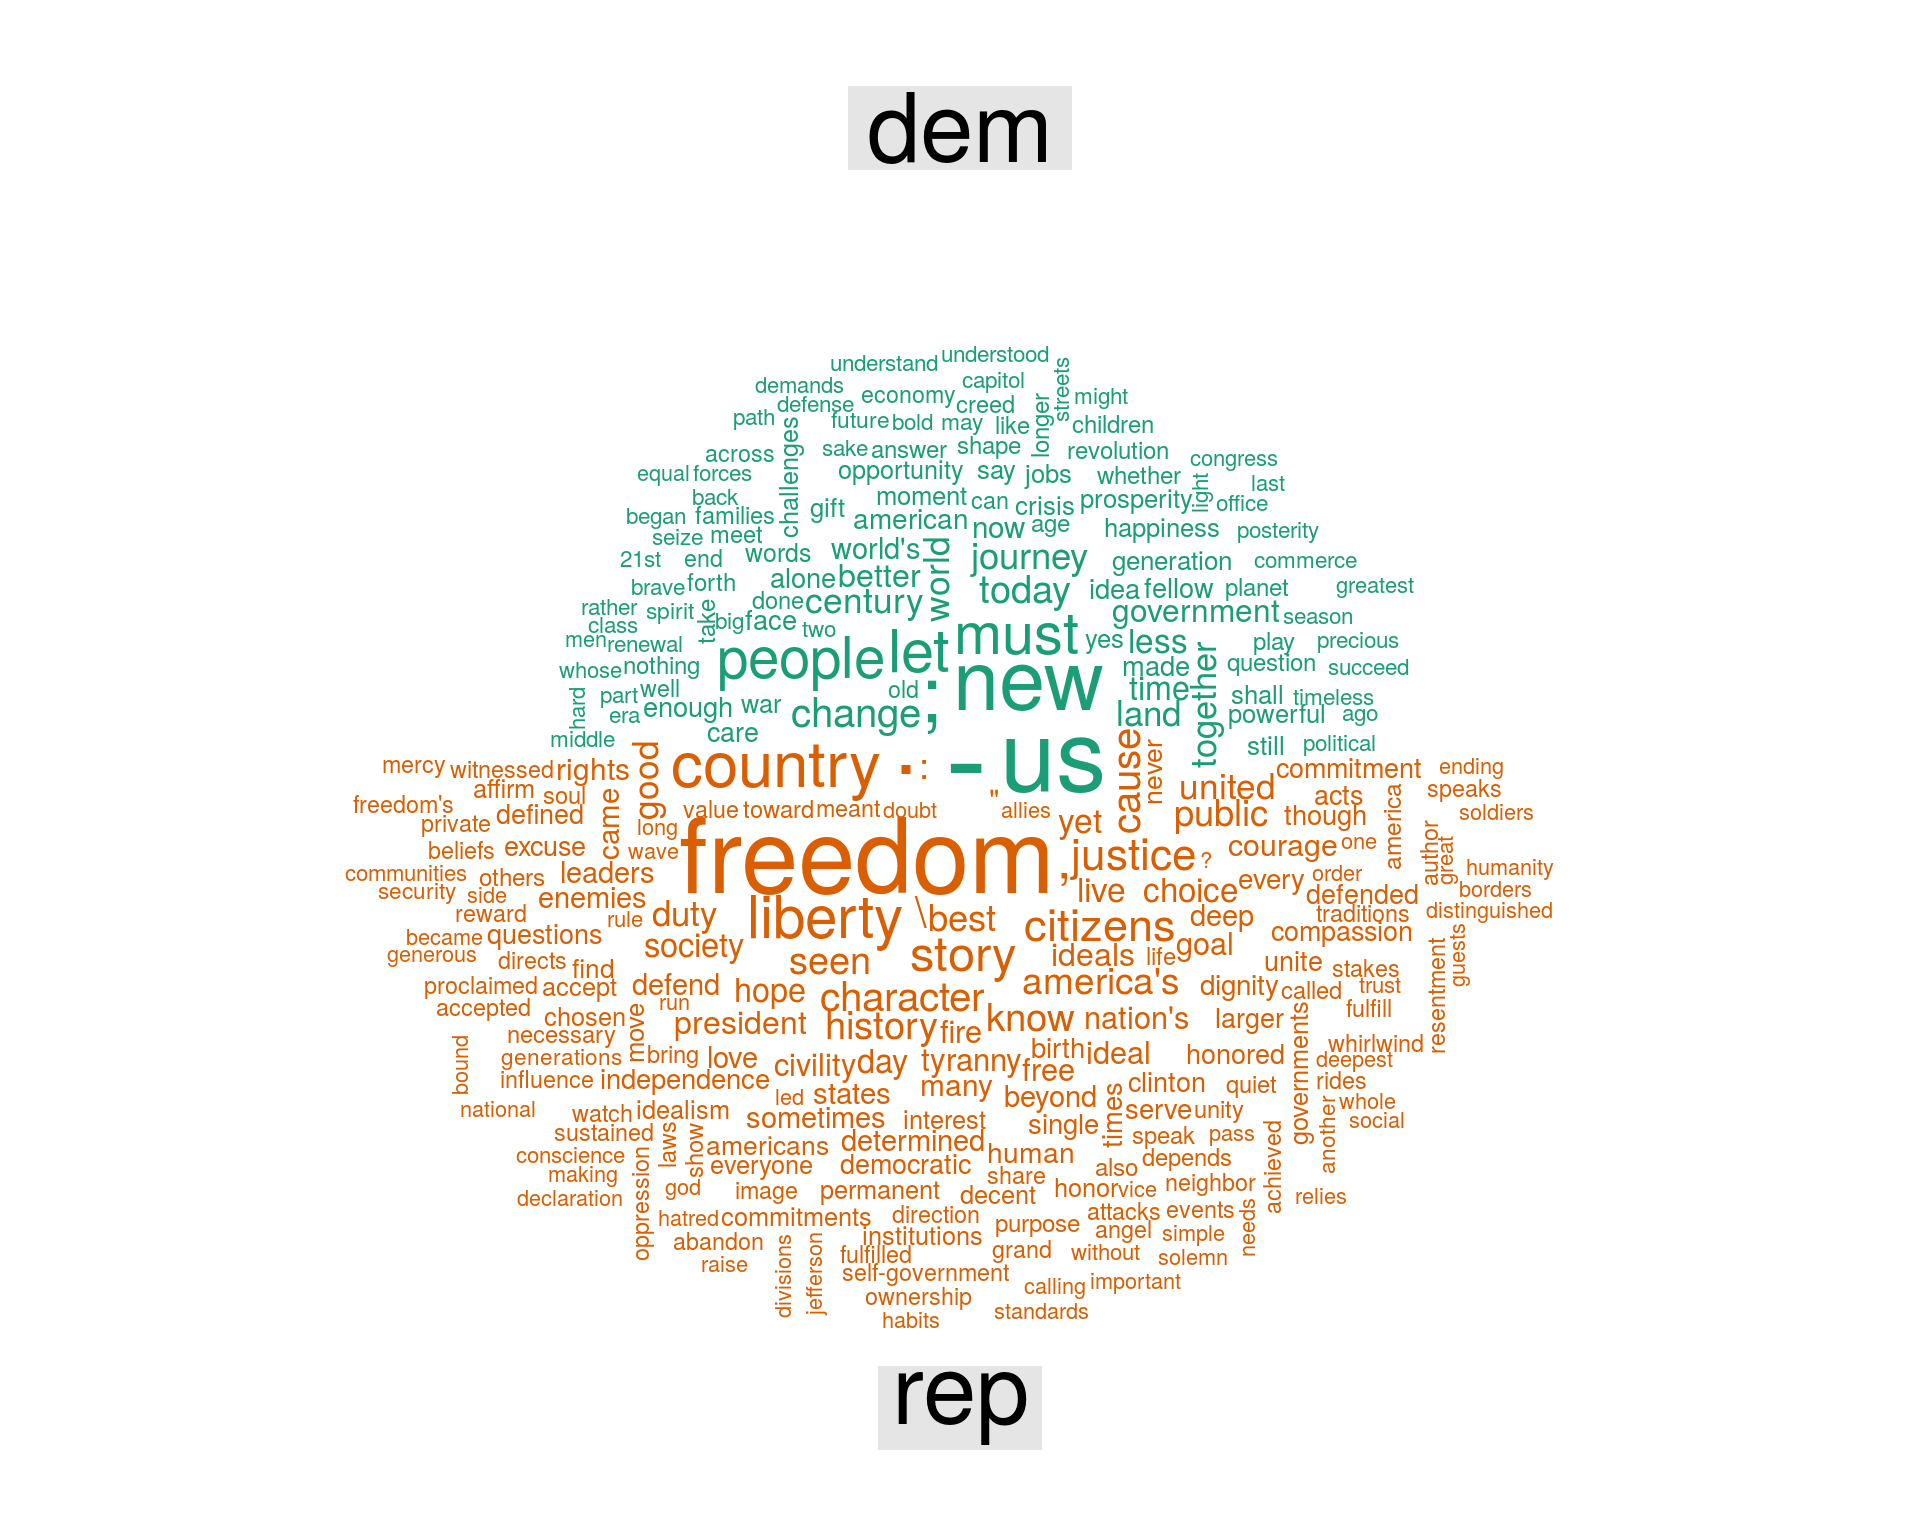 dem
understand understood
demands economy capitol streets
defense creed longer might
path future bold may like children
across challenges sake answer shape revolution congress
equal forces opportunity say jobs whether last
back moment can crisis prosperity light office
began families gift american now age happiness posterity
seize meet
21st end words world's world journey generation commerce
brave forth alone better today idea fellow planet greatest
rather spirit take done century government season
class big face two must yes less play precious
men renewal people let together
whose nothing new made question succeed
hard part well old ; time shall timeless
era enough war change land powerful ago
middle care still political
mercy witnessed rights good country . : - us cause never united commitment ending
affirm soul came " acts america speaks
freedom's value toward meant doubt allies public though soldiers
private defined long yet author
beliefs excuse wave freedom , justice ? courage one great
communities others leaders live choice every order humanity
security side enemies defended borders
reward rule duty liberty \ best citizens deep traditions distinguished
became questions society story compassion
generous directs find seen ideals life goal unite stakes resentment guests
proclaimed accept defend hope america's dignity called trust
accepted chosen run character fulfill
necessary move president history fire know nation's larger governments whirlwind
bound generations bring love civility day tyranny birth ideal honored deepest
influence independence free clinton quiet rides
national led states many beyond times whole
watch idealism sometimes interest single serve unity another social
sustained laws show americans determined speak pass achieved
conscience everyone democratic human also depends
making oppression god image permanent share decent honor vice neighbor
declaration relies
hatred commitments direction purpose attacks events needs
abandon institutions angel simple
raise divisions jefferson fulfilled grand without solemn
self-government calling important
ownership
habits standards
rep